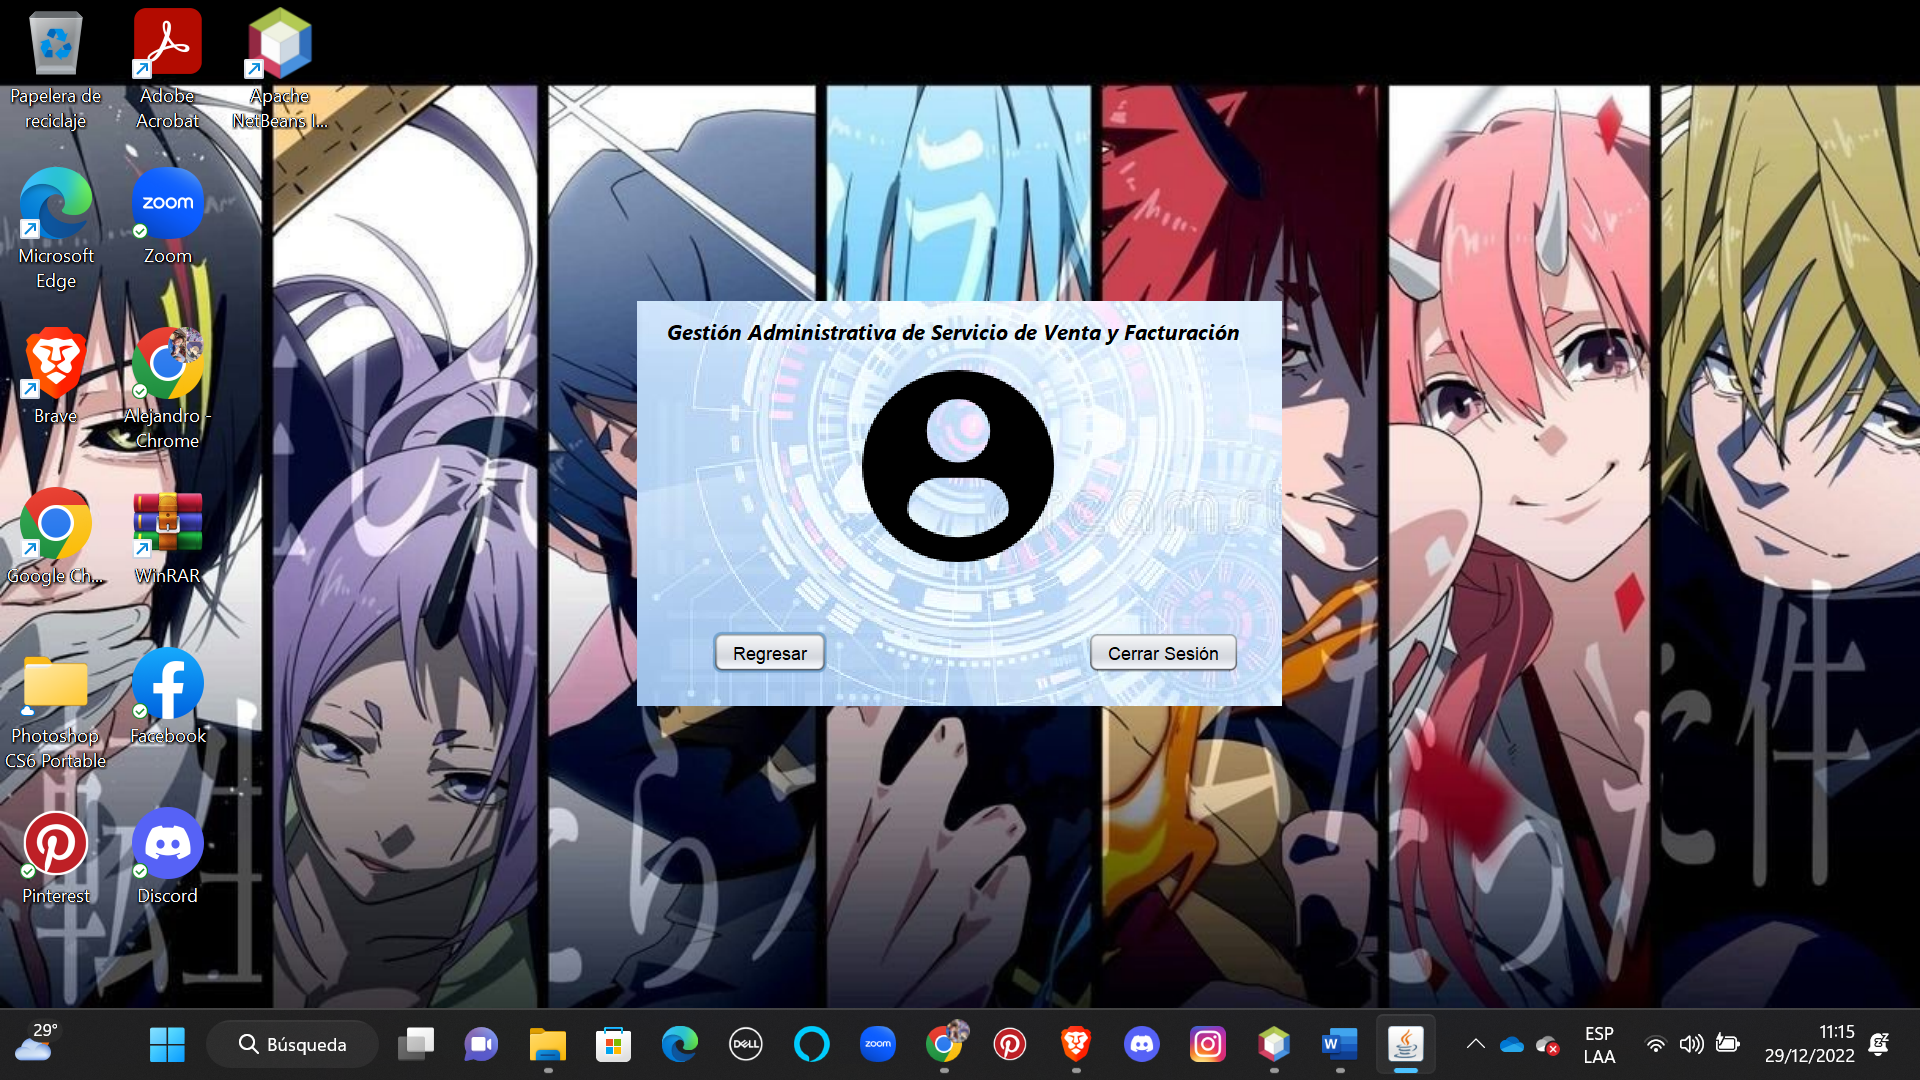 Papelera de
reciclaje
Adobe
Acrobat
Apache
NetBeans I...
Microsoft
Edge
zoom
Zoom
Brave
Alejandro -
Chrome
Google Ch...
WinRAR
Photoshop
CS6 Portable
Facebook
Pinterest
Discord
Gestión Administrativa de Servicio de Venta y Facturación
Regresar
Cerrar Sesión
29°
Búsqueda
DELL
zoom
W
ESP
LAA
11:15
29/12/2022